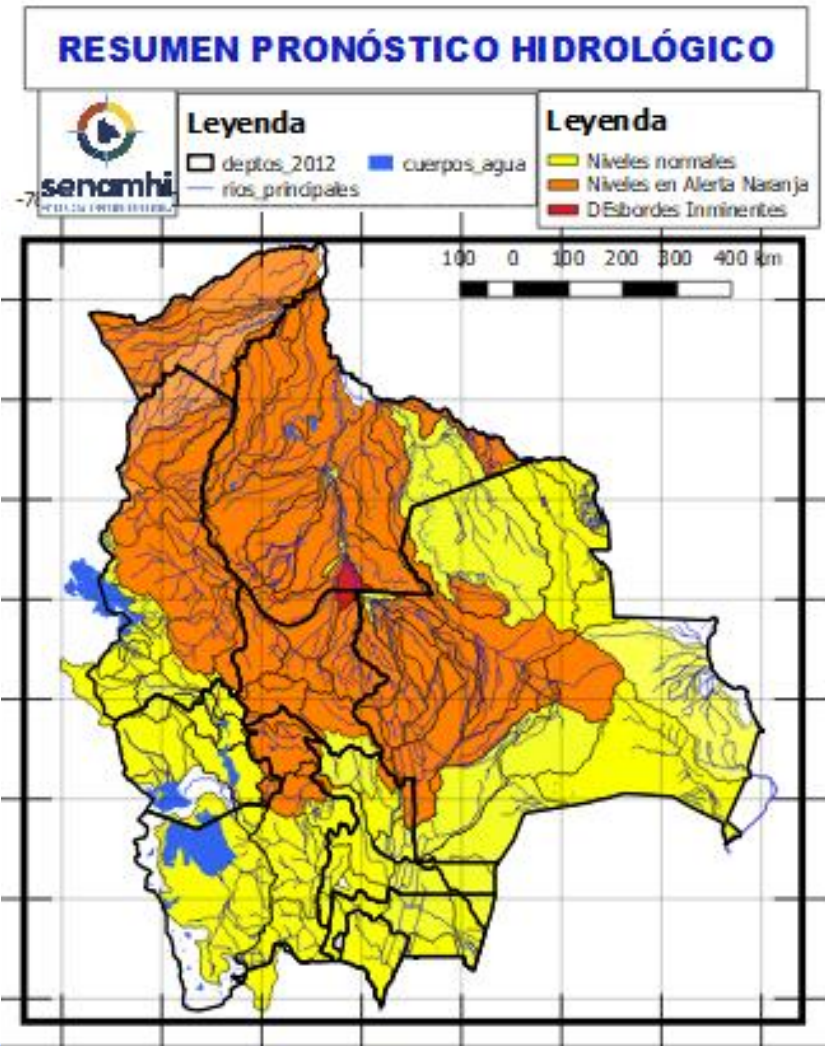 RESUMEN PRONÓSTICO HIDROLÓGICO
senamhi
Leyenda
deptos_2012
cuerpos_agua
rios_principales
Leyenda
Niveles normales
Niveles en Alerta Naranja
DEsbordes Inminentes
100 0 100 200 300 400 km